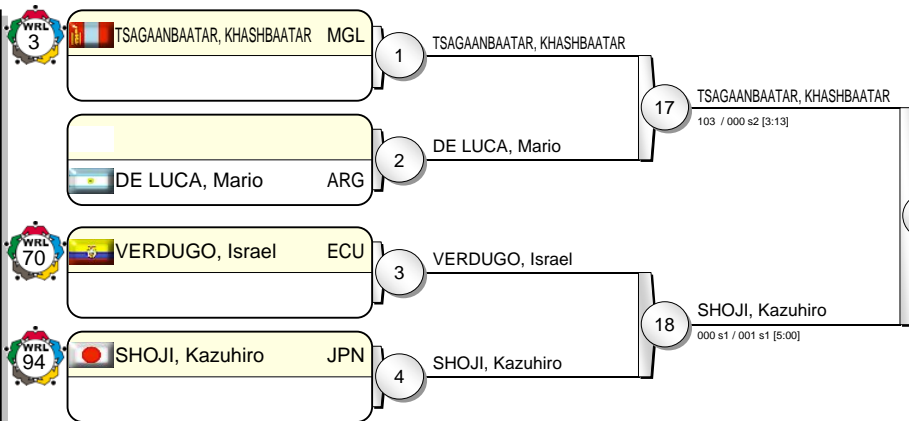 WRL
3
TSAGAANBAATAR, KHASHBAATAR MGL
1
TSAGAANBAATAR, KHASHBAATAR
17
TSAGAANBAATAR, KHASHBAATAR
103 / 000 s2 [3:13]
2
DE LUCA, Mario
DE LUCA, Mario ARG
WRL
70
VERDUGO, Israel ECU
3
VERDUGO, Israel
18
SHOJI, Kazuhiro
000 s1 / 001 s1 [5:00]
WRL
94
SHOJI, Kazuhiro JPN
4
SHOJI, Kazuhiro